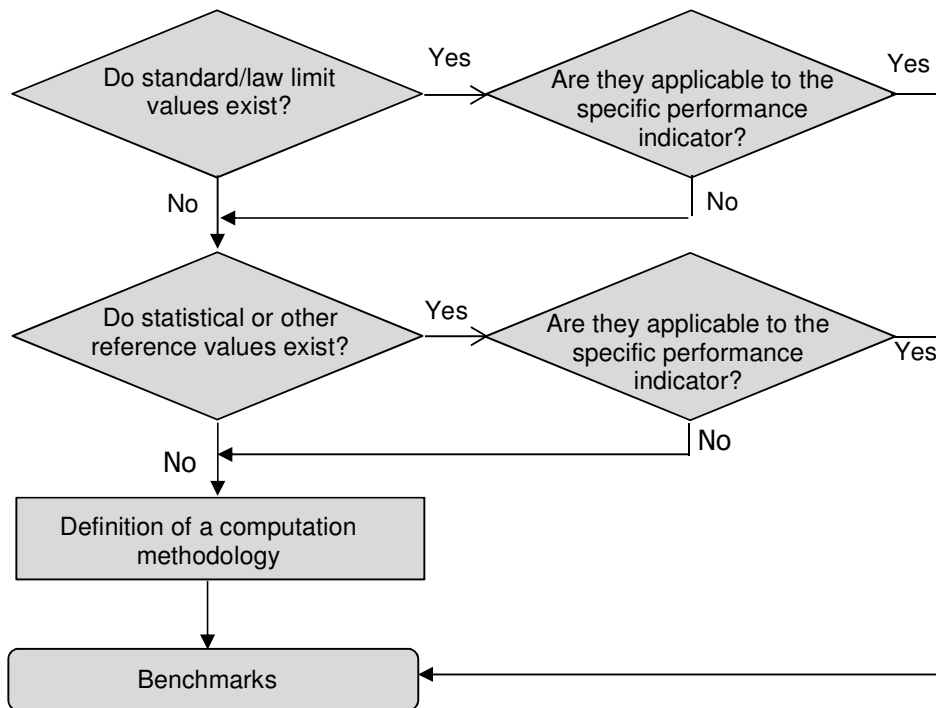 Do standard/law limit
values exist?
Yes
Are they applicable to the
specific performance
indicator?
Yes
No
No
Do statistical or other
reference values exist?
Yes
Are they applicable to the
specific performance
indicator?
Yes
No
No
Definition of a computation
methodology
Benchmarks